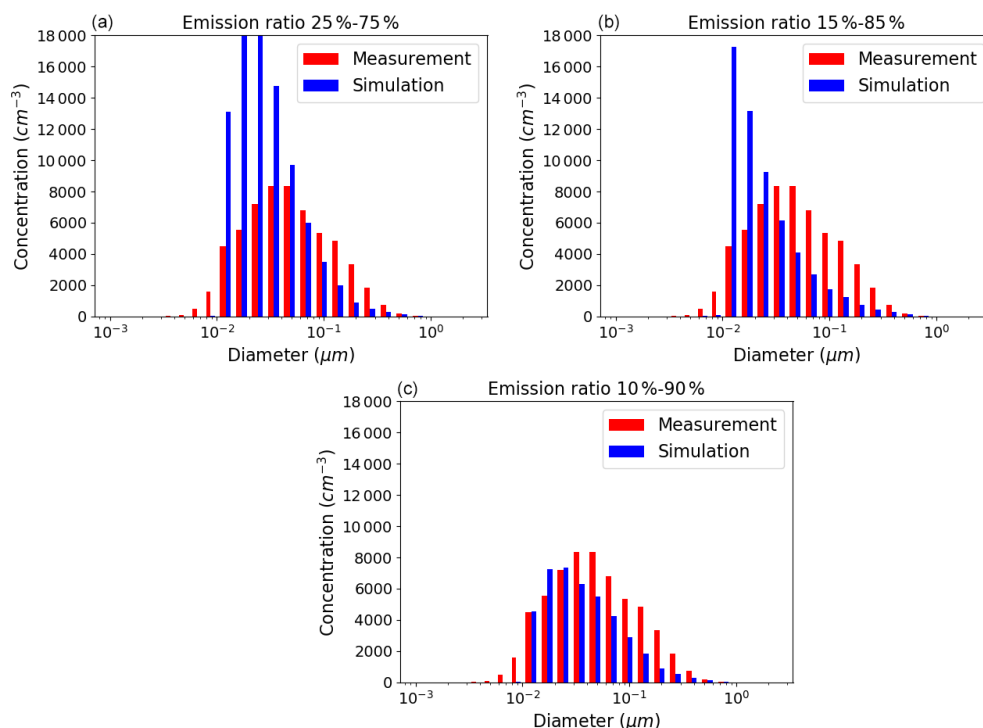 (a) Emission ratio 25 %-75 %
18 000
16 000
14 000
12 000
10 000
8000
6000
4000
2000
0
Concentration (cm⁻³)
Measurement
Simulation
10⁻³ 10⁻² 10⁻¹ 10⁰
Diameter (μm)
(b) Emission ratio 15 %-85 %
18 000
16 000
14 000
12 000
10 000
8000
6000
4000
2000
0
Concentration (cm⁻³)
Measurement
Simulation
10⁻³ 10⁻² 10⁻¹ 10⁰
Diameter (μm)
(c) Emission ratio 10 %-90 %
18 000
16 000
14 000
12 000
10 000
8000
6000
4000
2000
0
Concentration (cm⁻³)
Measurement
Simulation
10⁻³ 10⁻² 10⁻¹ 10⁰
Diameter (μm)